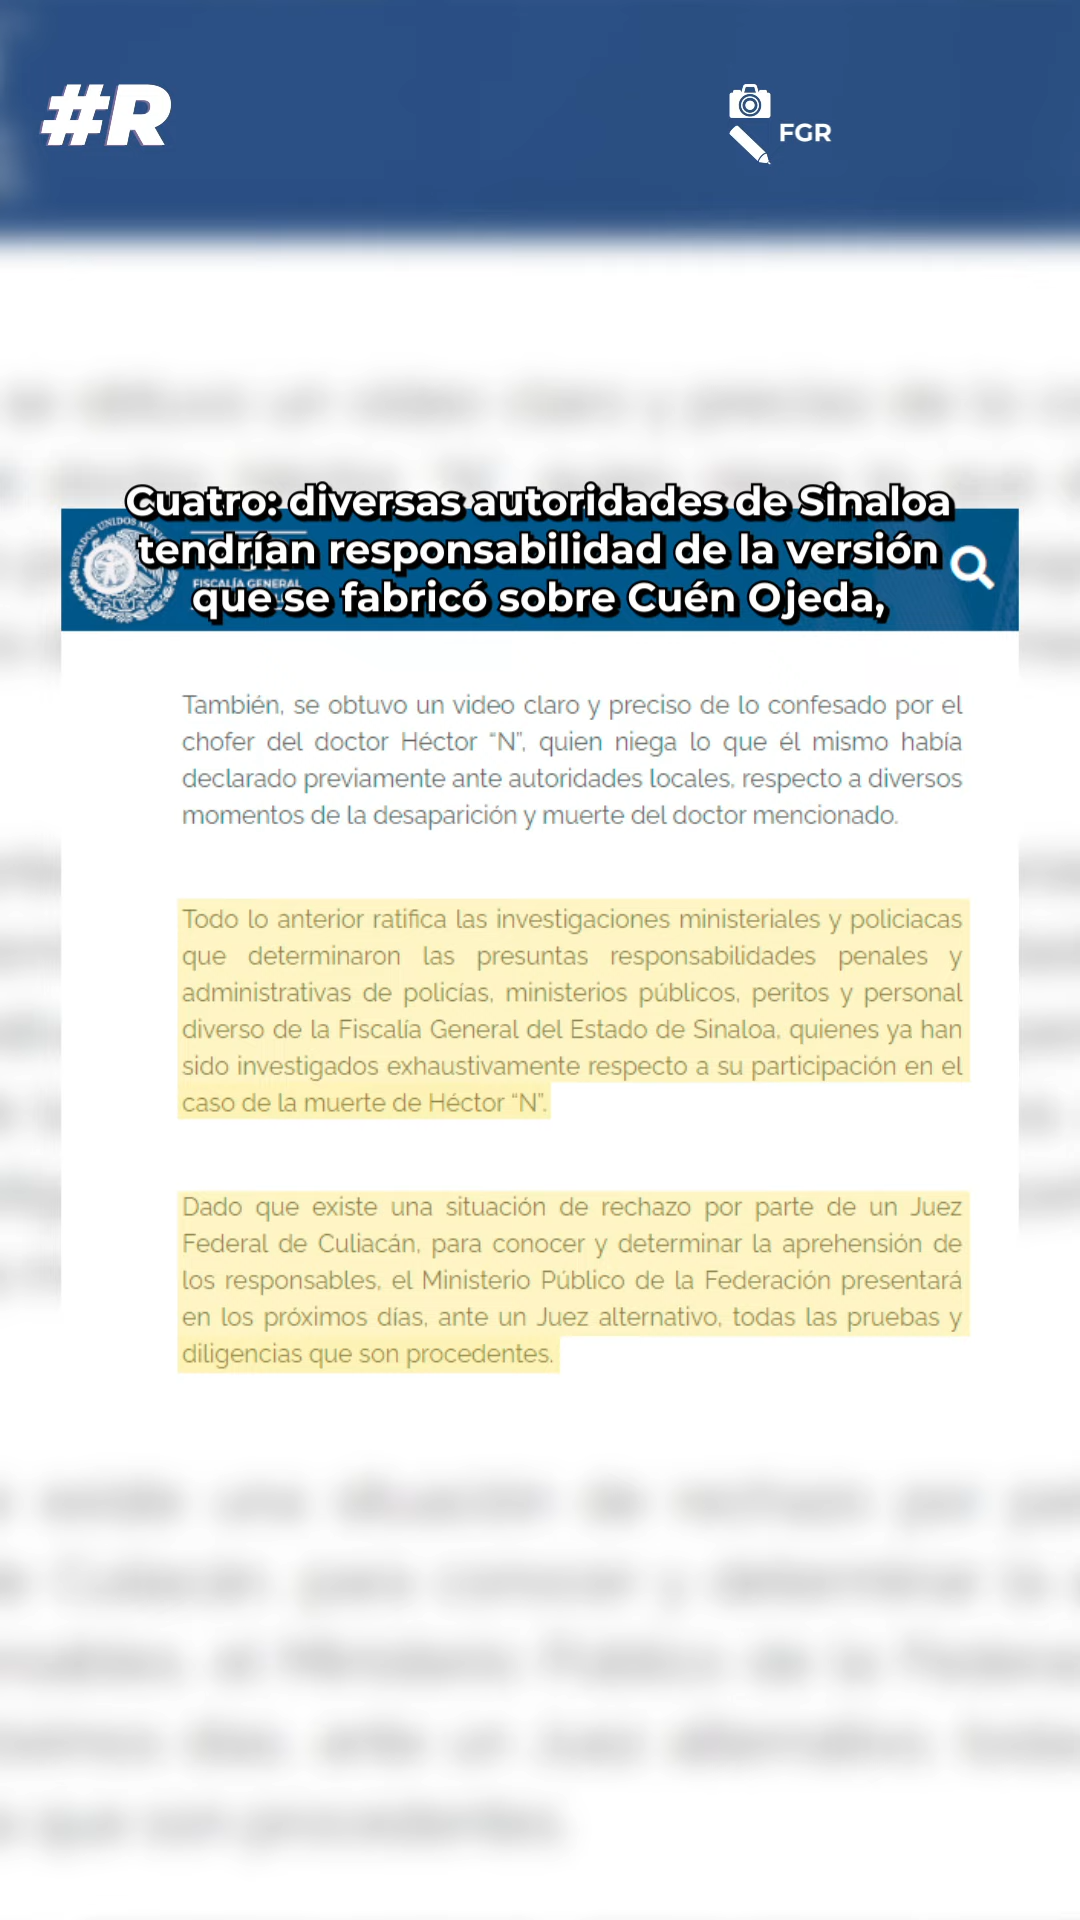 #R
FGR
Cuatro: diversas autoridades de Sinaloa
tendrían responsabilidad de la versión
que se fabricó sobre Cuén Ojeda,
ESTADOS UNIDOS
FISCALÍA GENERAL
También, se obtuvo un video claro y preciso de lo confesado por el
chofer del doctor Héctor “N”, quien niega lo que él mismo había
declarado previamente ante autoridades locales, respecto a diversos
momentos de la desaparición y muerte del doctor mencionado.
Todo lo anterior ratifica las investigaciones ministeriales y policiacas
que determinaron las presuntas responsabilidades penales y
administrativas de policías, ministerios públicos, peritos y personal
diverso de la Fiscalía General del Estado de Sinaloa, quienes ya han
sido investigados exhaustivamente respecto a su participación en el
caso de la muerte de Héctor “N”.
Dado que existe una situación de rechazo por parte de un Juez
Federal de Culiacán, para conocer y determinar la aprehensión de
los responsables, el Ministerio Público de la Federación presentará
en los próximos días, ante un Juez alternativo, todas las pruebas y
diligencias que son procedentes.